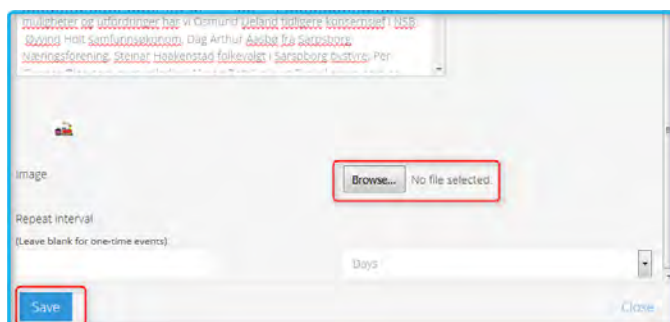 muligheter og utfordringer har vi Osmund Ueland tidligere konsernsjef i NSB,
Øyvind Holt Samfunnsøkonom, Dag Arthur Aasbø fra Sarpsborg
Næringsforening, Steinar Haakenstad folkevalgt i Sarpsborg bystyre, Per
Image
Browse... No file selected.
Repeat interval
(Leave blank for one-time events)
Days
Save
Close